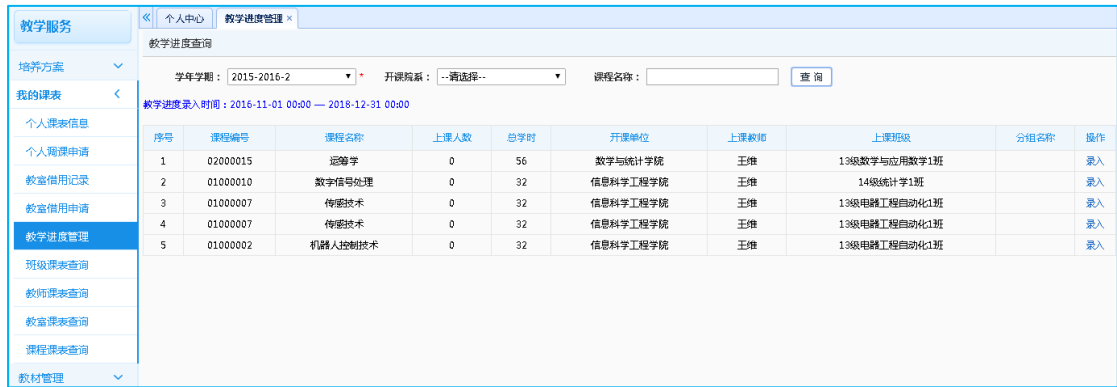 教学服务
培养方案
我的课表
个人课表信息
个人调课申请
教室借用记录
教室借用申请
教学进度管理
班级课表查询
教师课表查询
教室课表查询
课程课表查询
教材管理
个人中心 教学进度管理 ×
教学进度查询
学年学期： 2015-2016-2 * 开课院系： --请选择-- 课程名称： 查 询
教学进度录入时间：2016-11-01 00:00 — 2018-12-31 00:00
序号 课程编号 课程名称 上课人数 总学时 开课单位 上课教师 上课班级 分组名称 操作
1 02000015 运筹学 0 56 数学与统计学院 王维 13级数学与应用数学1班 录入
2 01000010 数字信号处理 0 32 信息科学工程学院 王维 14级统计学1班 录入
3 01000007 传感技术 0 32 信息科学工程学院 王维 13级电器工程自动化1班 录入
4 01000007 传感技术 0 32 信息科学工程学院 王维 13级电器工程自动化1班 录入
5 01000002 机器人控制技术 0 32 信息科学工程学院 王维 13级电器工程自动化1班 录入